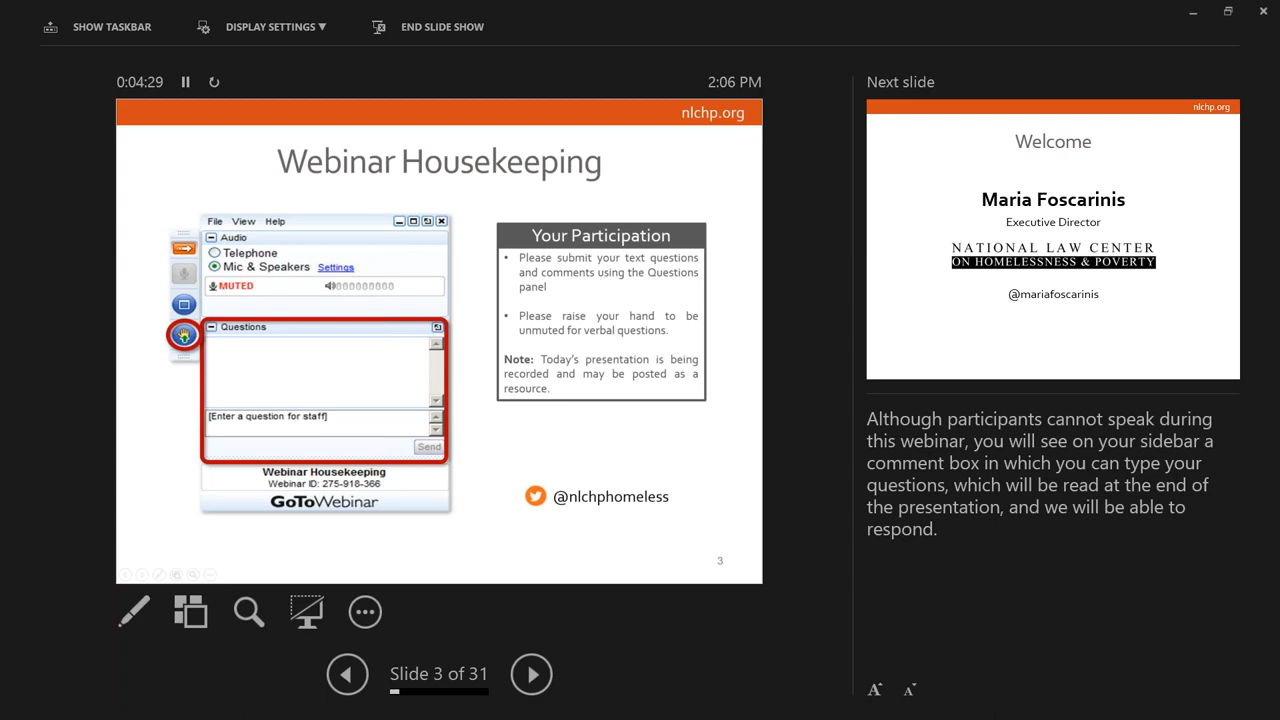 SHOW TASKBAR
DISPLAY SETTINGS ▼
END SLIDE SHOW
0:04:29
2:06 PM
nlchp.org
Webinar Housekeeping
File View Help
Audio
Telephone
Mic & Speakers Settings
MUTED
000000000
Questions
[Enter a question for staff]
Send
Webinar Housekeeping
Webinar ID: 275-918-366
GoToWebinar
Your Participation
• Please submit your text questions
and comments using the Questions
panel
• Please raise your hand to be
unmuted for verbal questions.
Note: Today's presentation is being
recorded and may be posted as a
resource.
@nlchphomeless
3
Slide 3 of 31
Next slide
nlchp.org
Welcome
Maria Foscarinis
Executive Director
NATIONAL LAW CENTER
ON HOMELESSNESS & POVERTY
@mariafoscarinis
Although participants cannot speak during
this webinar, you will see on your sidebar a
comment box in which you can type your
questions, which will be read at the end of
the presentation, and we will be able to
respond.
A A